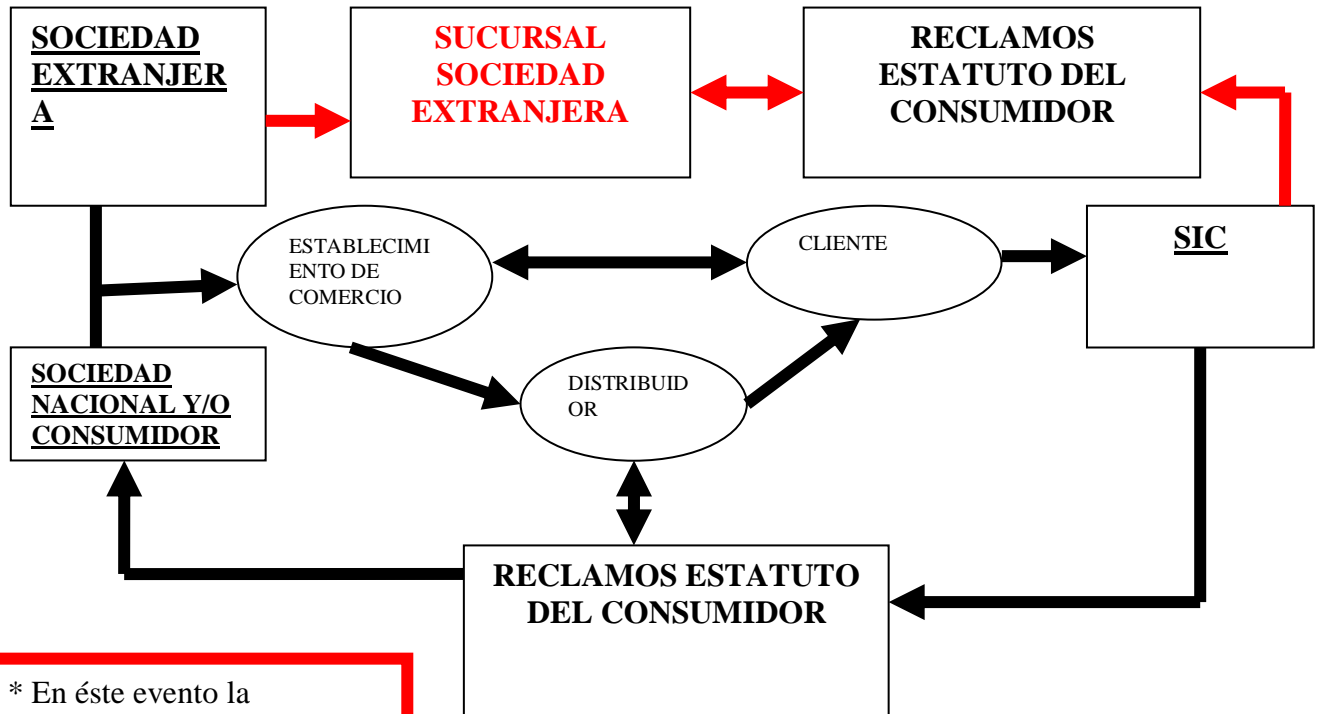 SOCIEDAD
EXTRANJER
A
SUCURSAL
SOCIEDAD
EXTRANJERA
RECLAMOS
ESTATUTO DEL
CONSUMIDOR
ESTABLECIMI
ENTO DE
COMERCIO
CLIENTE
SIC
SOCIEDAD
NACIONAL Y/O
CONSUMIDOR
DISTRIBUID
OR
RECLAMOS ESTATUTO
DEL CONSUMIDOR
* En éste evento la